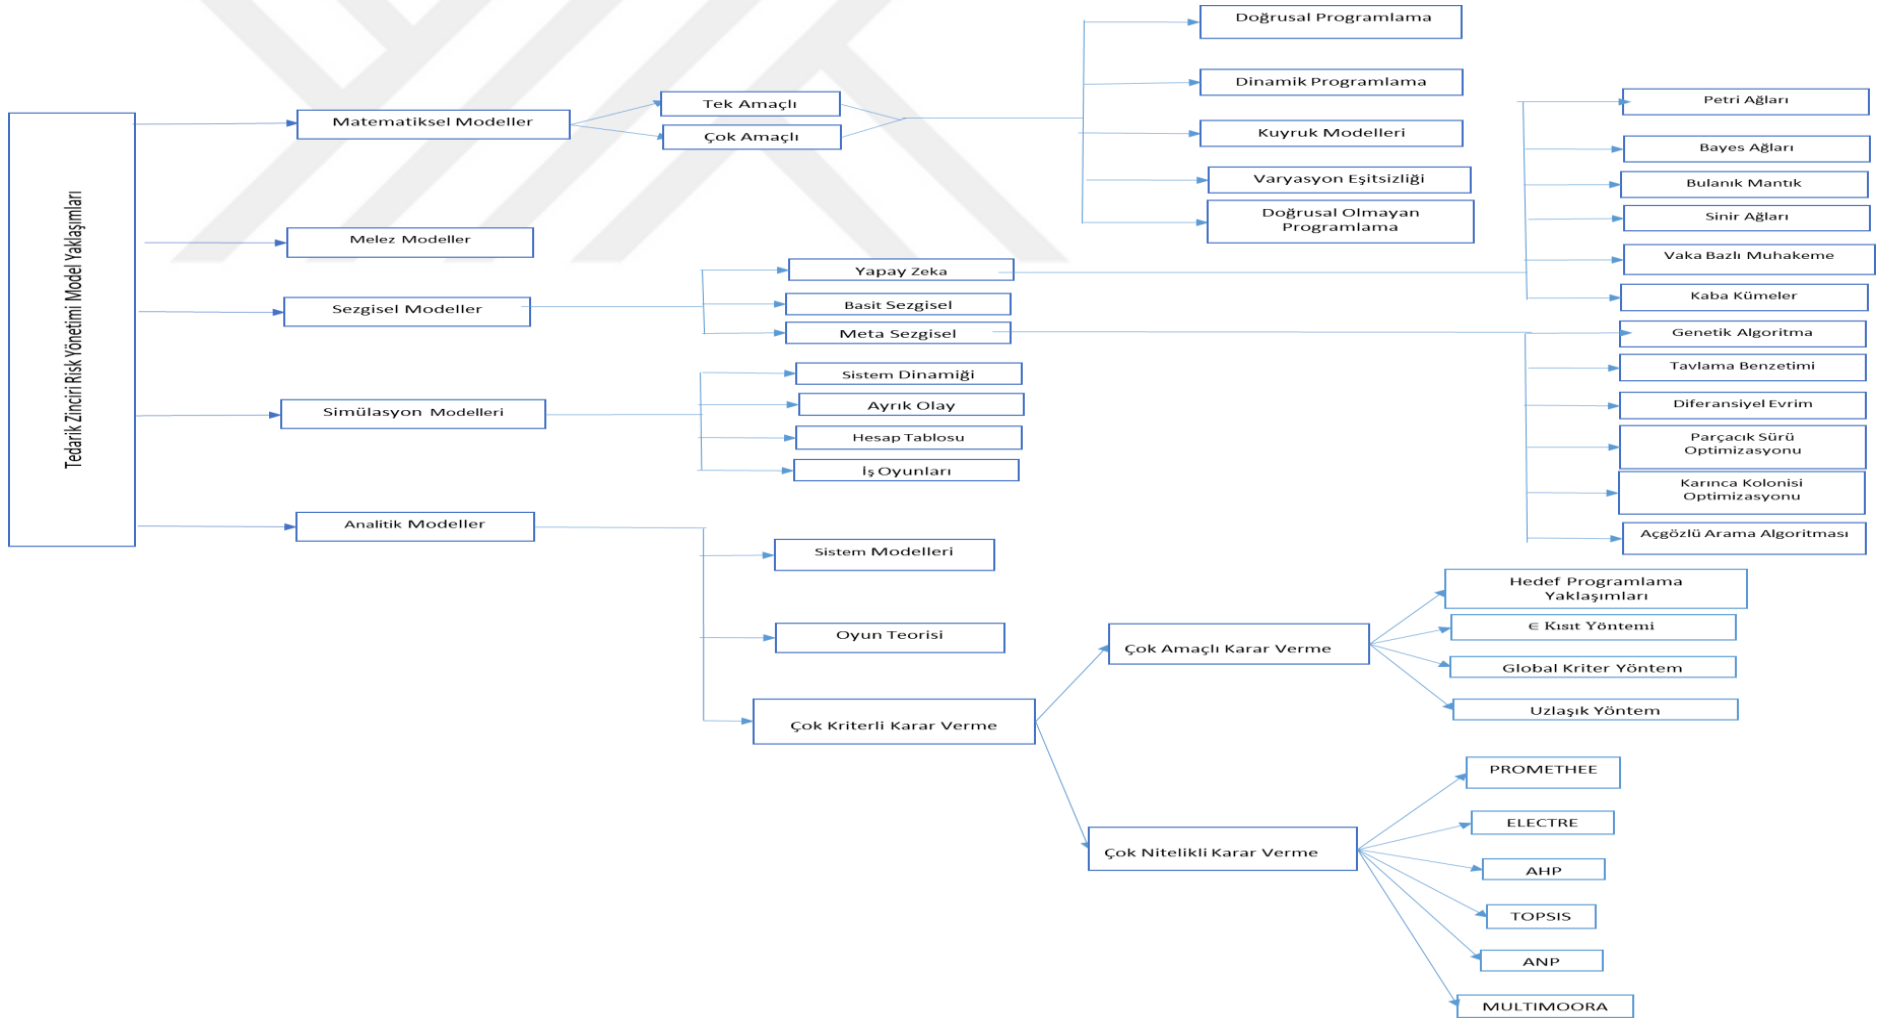 Tedarik Zinciri Risk Yönetimi Model Yaklaşımları
Matematiksel Modeller
Tek Amaçlı
Çok Amaçlı
Doğrusal Programlama
Dinamik Programlama
Kuyruk Modelleri
Varyasyon Eşitsizliği
Doğrusal Olmayan
Programlama
Melez Modeller
Sezgisel Modeller
Yapay Zeka
Basit Sezgisel
Meta Sezgisel
Petri Ağları
Bayes Ağları
Bulanık Mantık
Sinir Ağları
Vaka Bazlı Muhakeme
Kaba Kümeler
Genetik Algoritma
Tavlama Benzetimi
Diferansiyel Evrim
Parçacık Sürü
Optimizasyonu
Karınca Kolonisi
Optimizasyonu
Açgözlü Arama Algoritması
Simülasyon Modelleri
Sistem Dinamiği
Ayrık Olay
Hesap Tablosu
İş Oyunları
Analitik Modeller
Sistem Modelleri
Oyun Teorisi
Çok Kriterli Karar Verme
Çok Amaçlı Karar Verme
Hedef Programlama
Yaklaşımları
∈ Kısıt Yöntemi
Global Kriter Yöntem
Uzlaşık Yöntem
Çok Nitelikli Karar Verme
PROMETHEE
ELECTRE
AHP
TOPSIS
ANP
MULTIMOORA